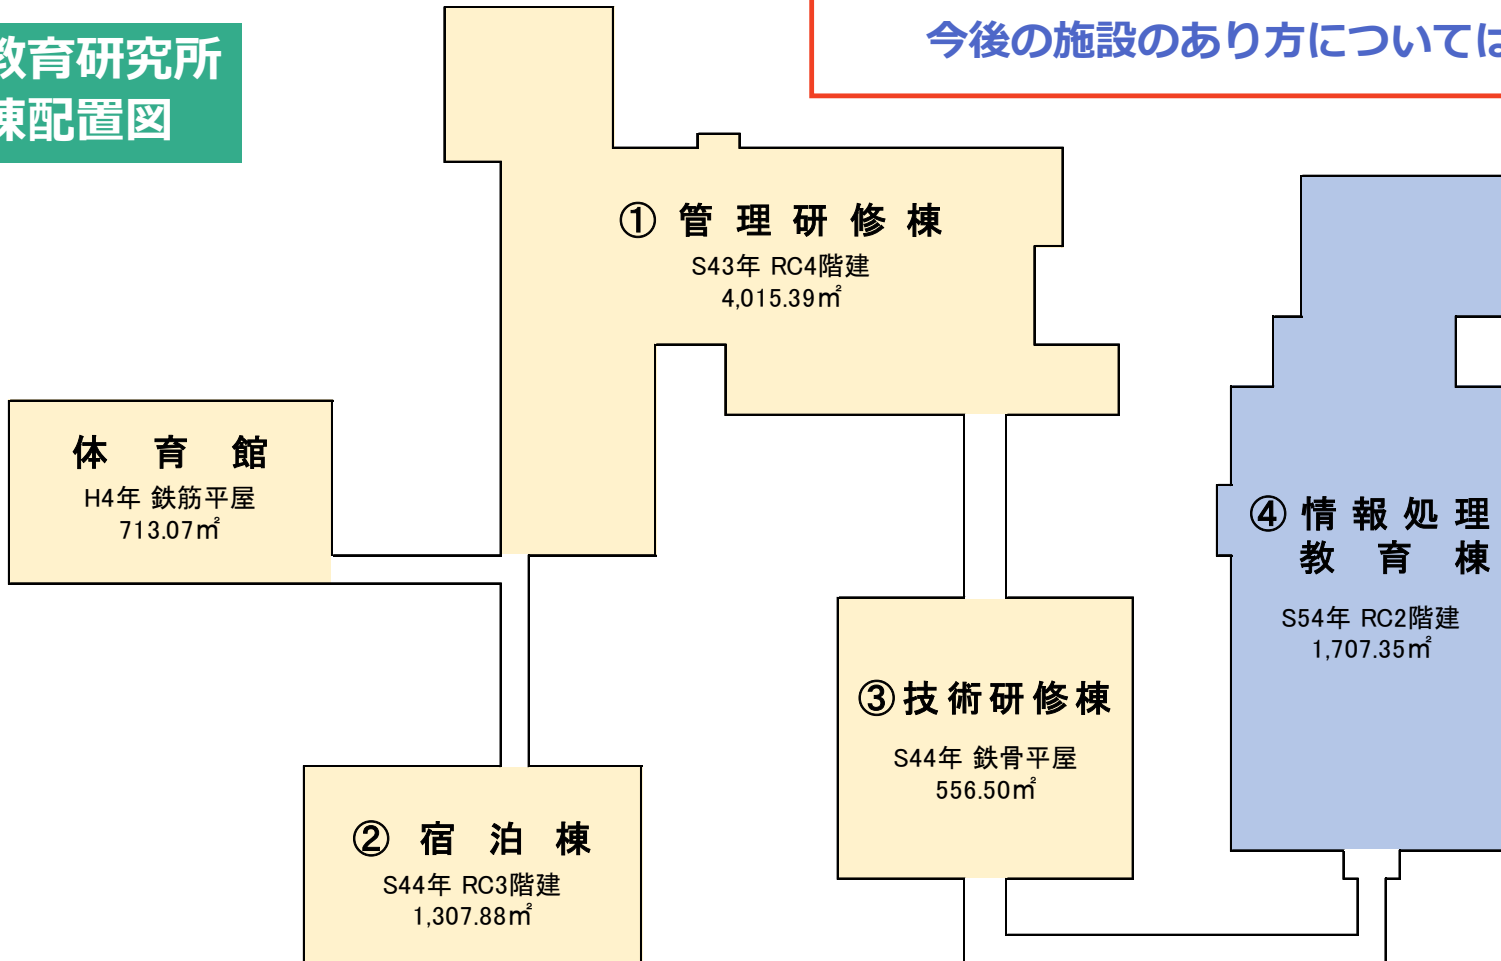 教育研究所
棟配置図
今後の施設のあり方については
① 管理研修棟
S43年 RC4階建
4,015.39㎡
体育館
H4年 鉄筋平屋
713.07㎡
④ 情報処理
教育棟
S54年 RC2階建
1,707.35㎡
③技術研修棟
S44年 鉄骨平屋
556.50㎡
② 宿泊棟
S44年 RC3階建
1,307.88㎡